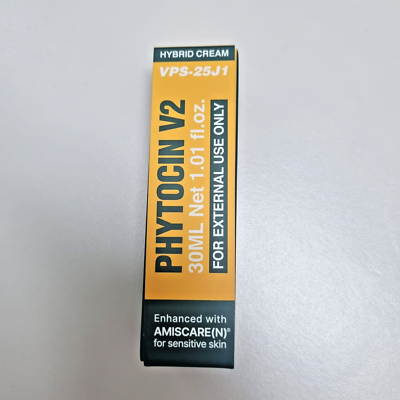 HYBRID CREAM
VPS-25J1
PHYTOCIN V2
30ML Net 1.01 fl.oz.
FOR EXTERNAL USE ONLY
Enhanced with
AMISCARE(N)®
for sensitive skin